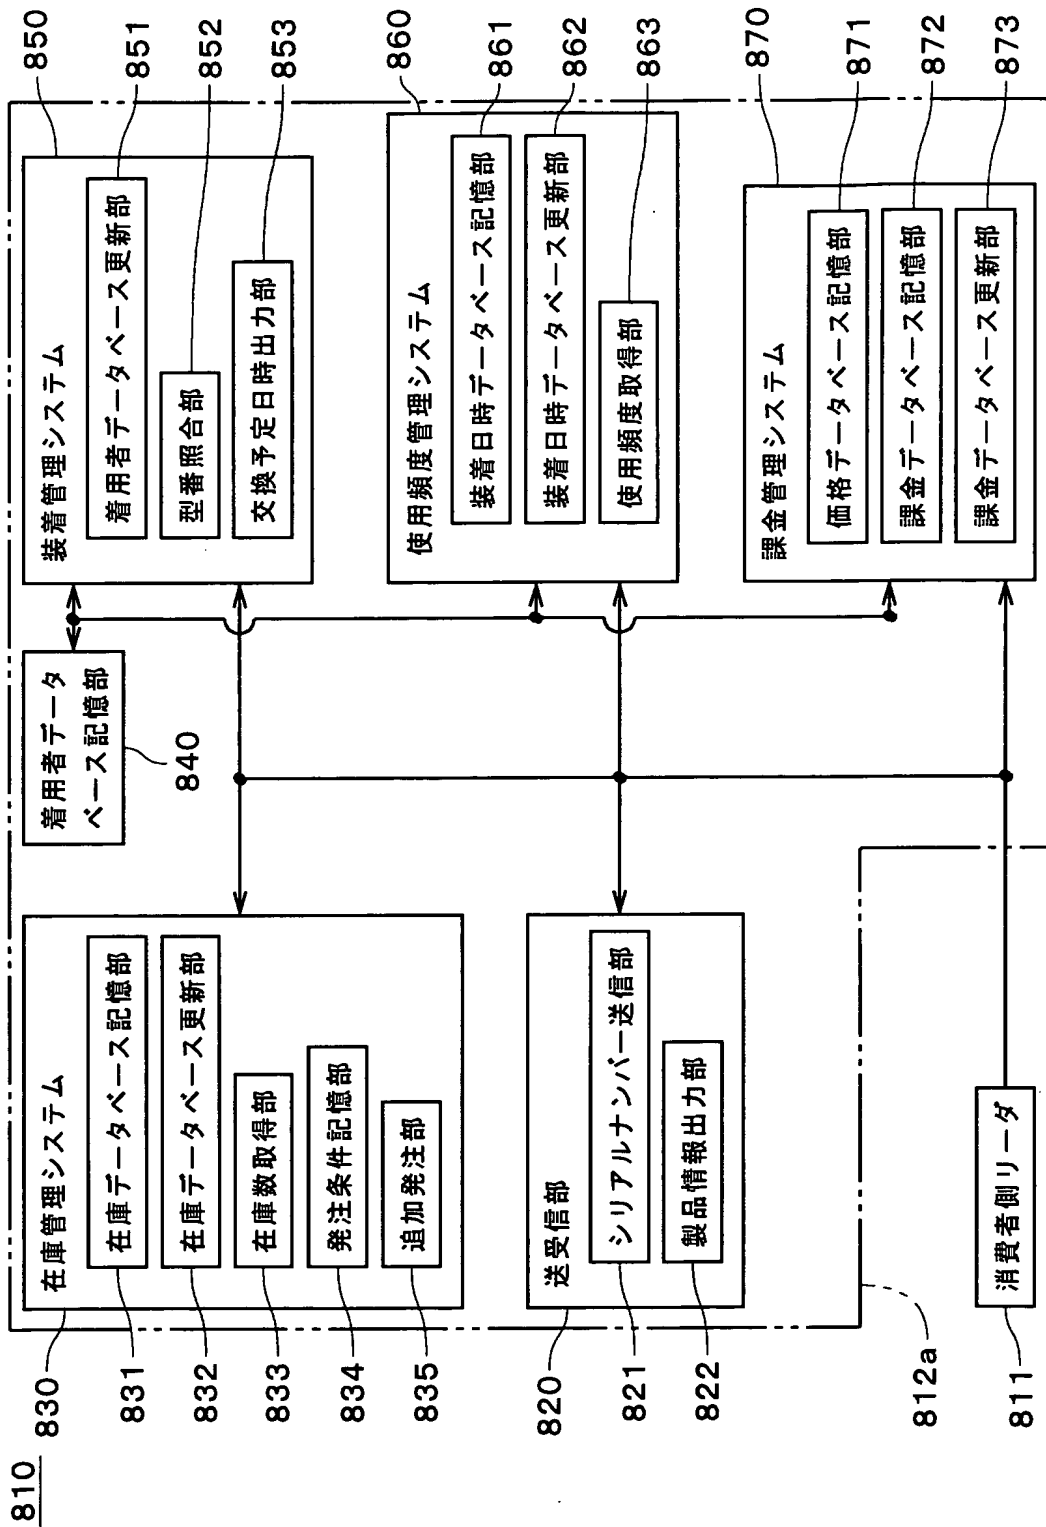 810
830
在庫管理システム
831
在庫データベース記憶部
832
在庫データベース更新部
833
在庫数取得部
834
発注条件記憶部
835
追加発注部
820
送受信部
821
シリアルナンバー送信部
822
製品情報出力部
812a
811
消費者側リーダ
着用者データ
ベース記憶部
840
850
装着管理システム
851
着用者データベース更新部
852
型番照合部
853
交換予定日時出力部
860
使用頻度管理システム
861
装着日時データベース記憶部
862
装着日時データベース更新部
863
使用頻度取得部
870
課金管理システム
871
価格データベース記憶部
872
課金データベース記憶部
873
課金データベース更新部